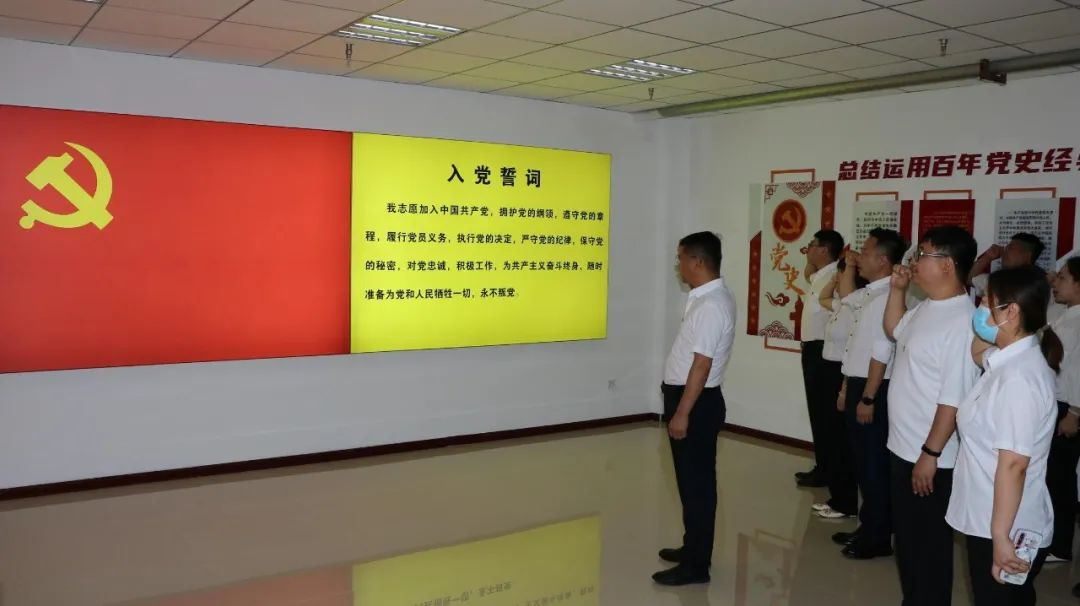 入党誓词
我志愿加入中国共产党，拥护党的纲领，遵守党的章
程，履行党员义务，执行党的决定，严守党的纪律，保守党
的秘密，对党忠诚，积极工作，为共产主义奋斗终身，随时
准备为党和人民牺牲一切，永不叛党。
总结运用百年党史经
党史